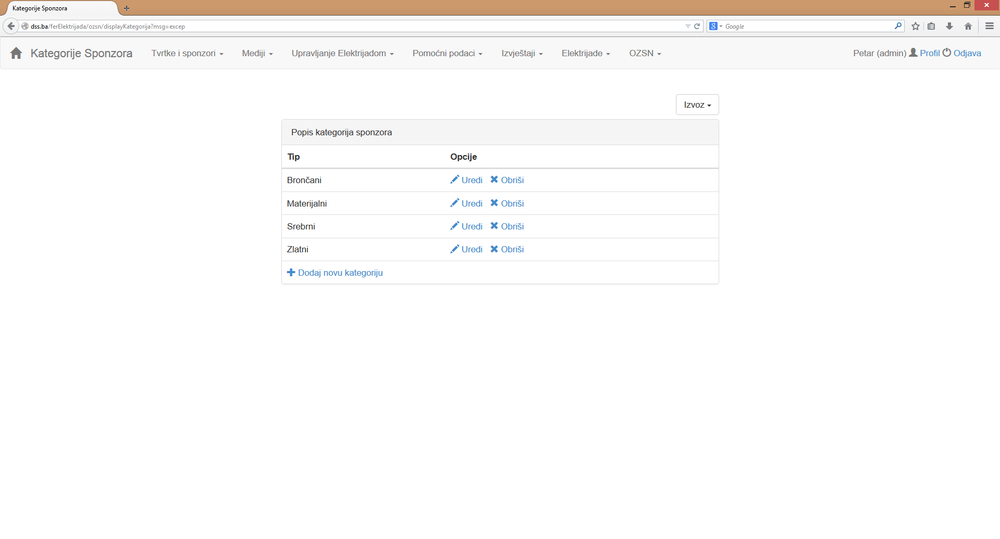 Kategorije Sponzora
dss.ba/ferElektrijada/ozsn/displayKategorija?msg=excep
8 Google
Kategorije Sponzora Tvrtke i sponzori Mediji Upravljanje Elektrijadom Pomoćni podaci Izvještaji Elektrijade OZSN Petar (admin) Profil Odjava
Izvoz
Popis kategorija sponzora
Tip Opcije
Brončani Uredi Obriši
Materijalni Uredi Obriši
Srebrni Uredi Obriši
Zlatni Uredi Obriši
Dodaj novu kategoriju